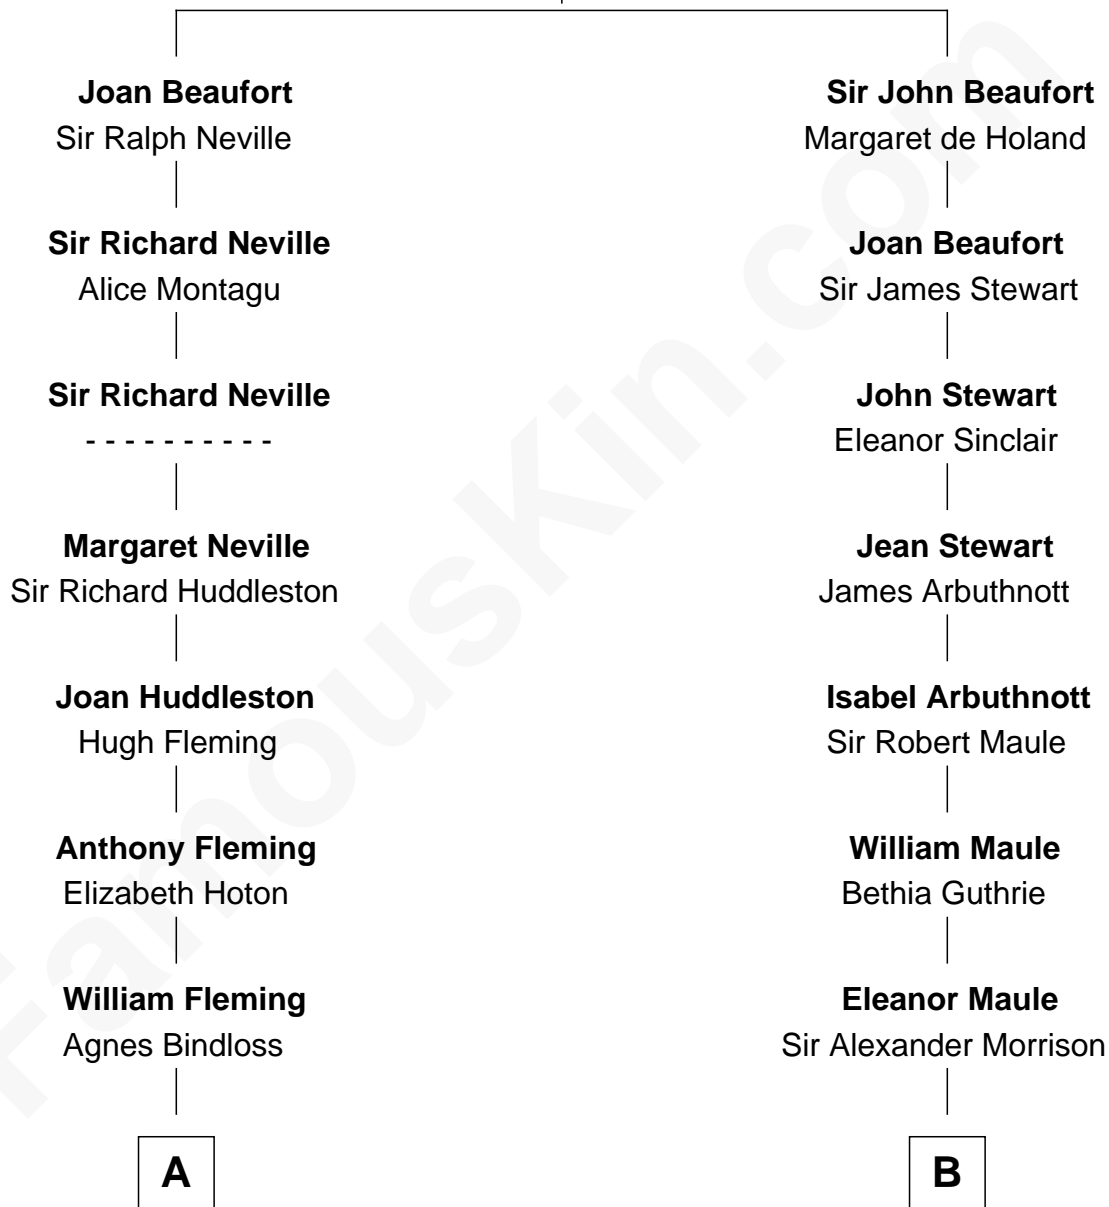 Joan Beaufort
Sir Ralph Neville
Sir Richard Neville
Alice Montagu
Sir Richard Neville
- - - - - - - - - -
Margaret Neville
Sir Richard Huddleston
Joan Huddleston
Hugh Fleming
Anthony Fleming
Elizabeth Hoton
William Fleming
Agnes Bindloss
A
Sir John Beaufort
Margaret de Holand
Joan Beaufort
Sir James Stewart
John Stewart
Eleanor Sinclair
Jean Stewart
James Arbuthnott
Isabel Arbuthnott
Sir Robert Maule
William Maule
Bethia Guthrie
Eleanor Maule
Sir Alexander Morrison
B
FamousKin.com